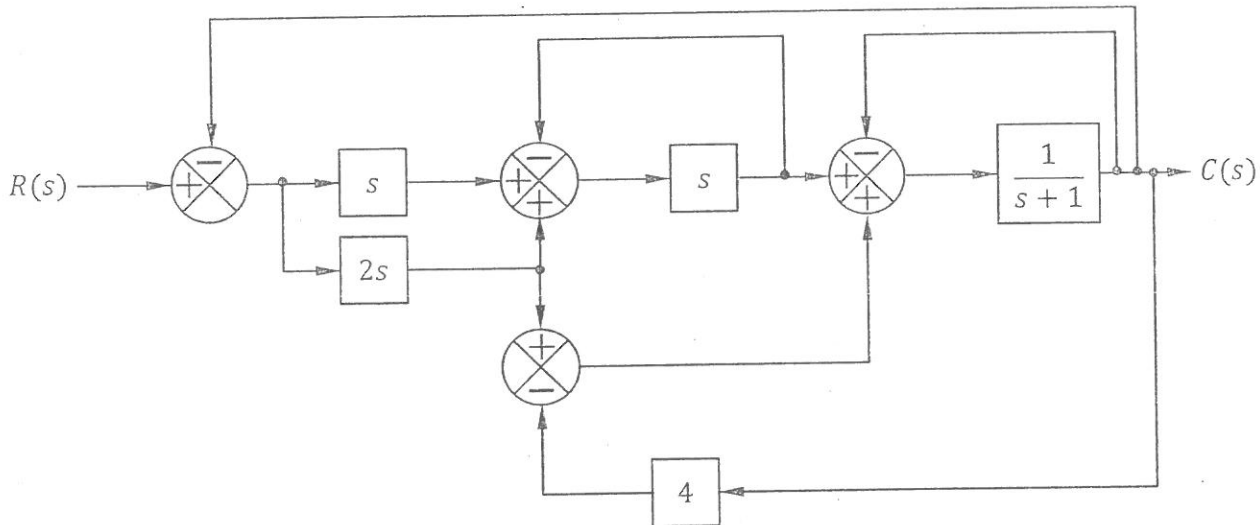 R(s)
s
s
1
s + 1
C(s)
2s
4
− + − + + − + + + −